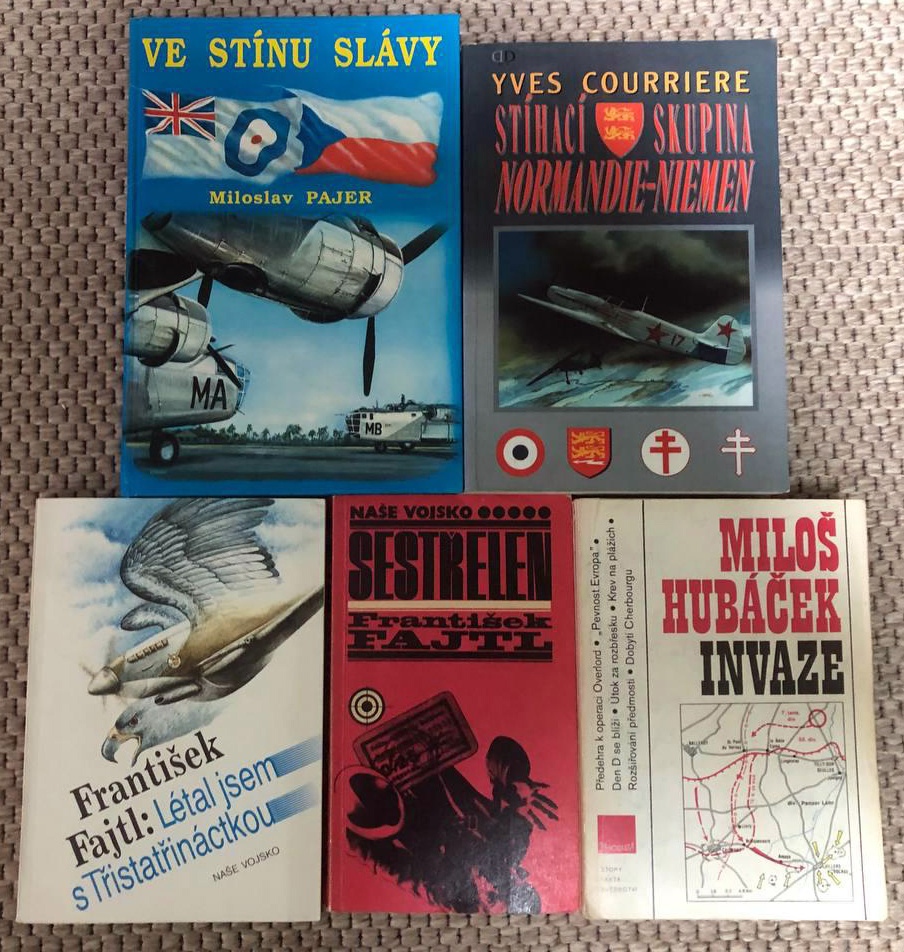 VE STÍNU SLÁVY
Miloslav PAJER
MA
MB
YVES COURRIERE
STÍHACÍ SKUPINA
NORMANDIE-NIEMEN
17
František
Fajtl: Létal jsem
s Třistatřináctkou
NAŠE VOJSKO
NAŠE VOJSKO
SESTŘELEN
František
FAJTL
Předehra k operaci Overlord • „Pevnost Evropa" •
Den D se blíží • Útok za rozbřesku • Krev na plážích •
Rozšiřování předmostí • Dobytí Cherbourgu
MILOŠ
HUBÁČEK
INVAZE